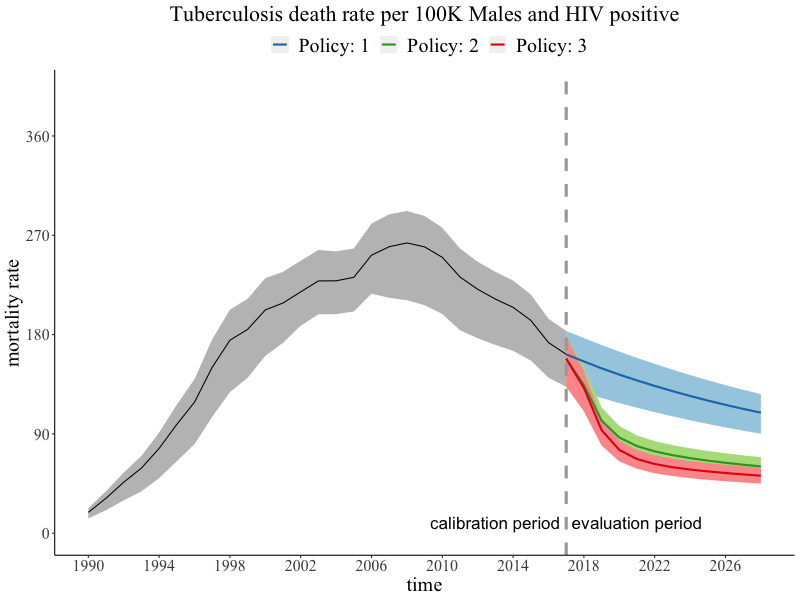 Tuberculosis death rate per 100K Males and HIV positive
Policy: 1 Policy: 2 Policy: 3
mortality rate
360
270
180
90
0
calibration period evaluation period
1990 1994 1998 2002 2006 2010 2014 2018 2022 2026
time